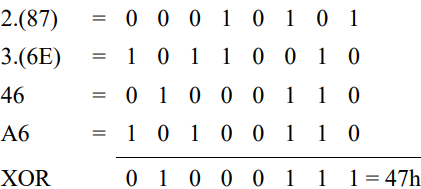 2.(87) = 0 0 0 1 0 1 0 1
3.(6E) = 1 0 1 1 0 0 1 0
46 = 0 1 0 0 0 1 1 0
A6 = 1 0 1 0 0 1 1 0
XOR 0 1 0 0 0 1 1 1 = 47h